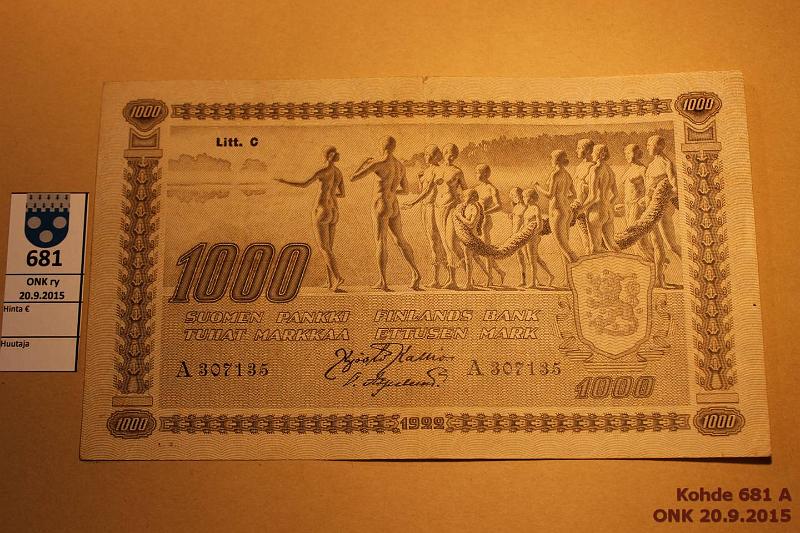 1000
1000
Litt. C
1000
SUOMEN PANKKI FINLANDS BANK
TUHAT MARKKAA ETTUSEN MARK
A 307135
A 307135
1000
1000
1922
1000
681
ONK ry
20.9.2015
Hinta €
Huutaja
Kohde 681 A
ONK 20.9.2015